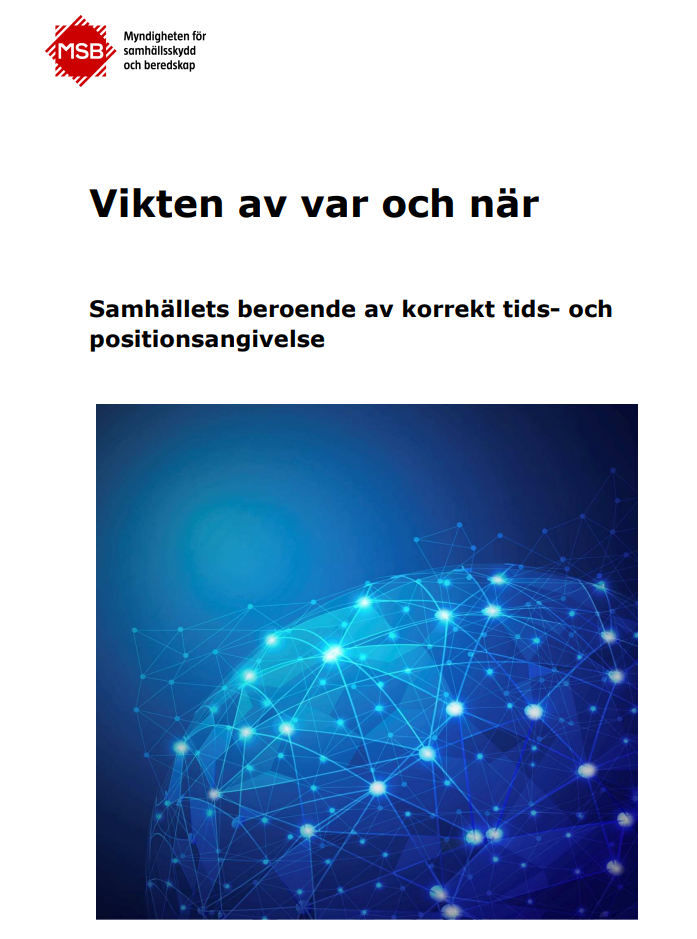 MSB
Myndigheten för
samhällsskydd
och beredskap
Vikten av var och när
Samhällets beroende av korrekt tids- och
positionsangivelse